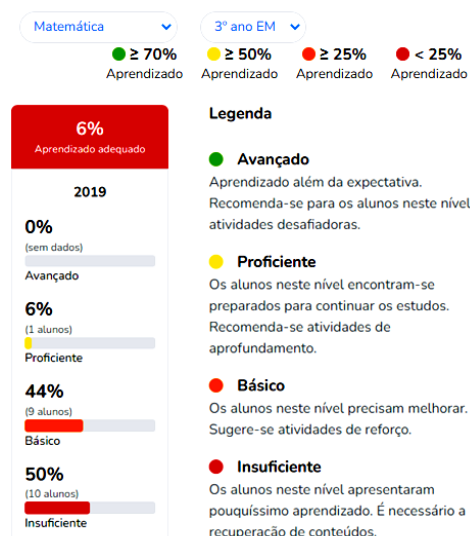 Matemática
3º ano EM
≥ 70%
Aprendizado
≥ 50%
Aprendizado
≥ 25%
Aprendizado
< 25%
Aprendizado
6%
Aprendizado adequado
2019
0%
(sem dados)
Avançado
6%
(1 alunos)
Proficiente
44%
(9 alunos)
Básico
50%
(10 alunos)
Insuficiente
Legenda
Avançado
Aprendizado além da expectativa.
Recomenda-se para os alunos neste nível
atividades desafiadoras.
Proficiente
Os alunos neste nível encontram-se
preparados para continuar os estudos.
Recomenda-se atividades de
aprofundamento.
Básico
Os alunos neste nível precisam melhorar.
Sugere-se atividades de reforço.
Insuficiente
Os alunos neste nível apresentaram
pouquíssimo aprendizado. É necessário a
recuperação de conteúdos.